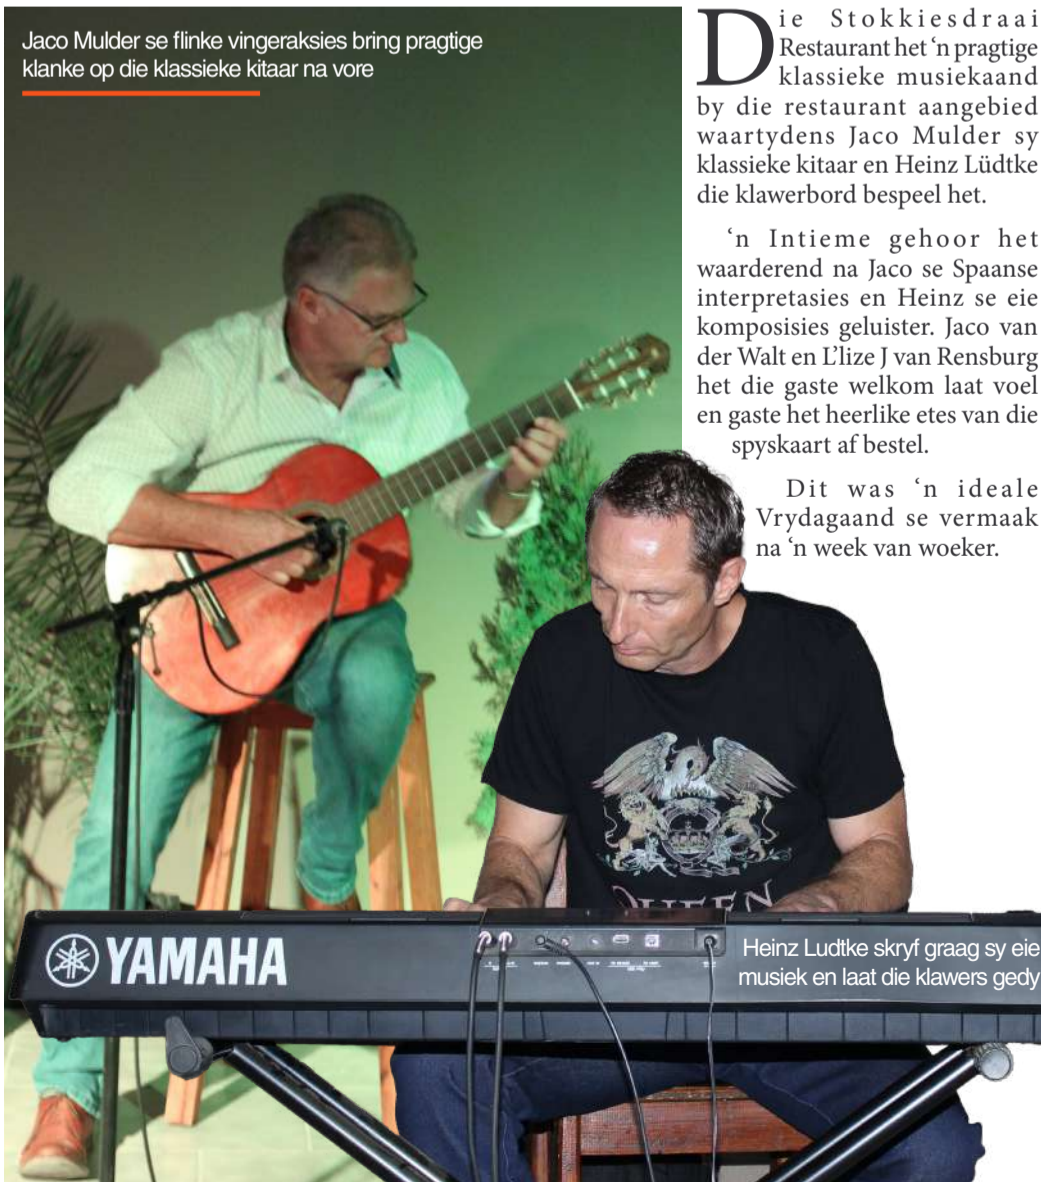 Jaco Mulder se flinke vingeraksies bring pragtige
klanke op die klassieke kitaar na vore
Die Stokkiesdraai
Restaurant het ‘n pragtige
klassieke musiekaand
by die restaurant aangebied
waartydens Jaco Mulder sy
klassieke kitaar en Heinz Lüdtke
die klawerbord bespeel het.
‘n Intieme gehoor het
waarderend na Jaco se Spaanse
interpretasies en Heinz se eie
komposisies geluister. Jaco van
der Walt en L’lize J van Rensburg
het die gaste welkom laat voel
en gaste het heerlike etes van die
spyskaart af bestel.
Dit was ‘n ideale
Vrydagaand se vermaak
na ‘n week van woeker.
QUEEN
YAMAHA
Heinz Ludtke skryf graag sy eie
musiek en laat die klawers gedy